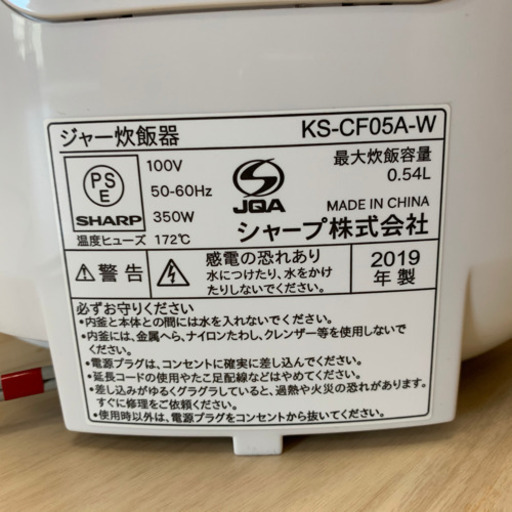 ジャー炊飯器
KS-CF05A-W
PS
E
SHARP
100V
50-60Hz
350W
温度ヒューズ 172℃
JQA
最大炊飯容量
0.54L
MADE IN CHINA
シャープ株式会社
警告
感電の恐れあり
水につけたり、水をかけ
たりしないでください。
2019
年 製
必ずお守りください
•内釜と本体との間には水を入れないでください。
•内釜には、金属へら、ナイロンたわし、クレンザー等を使用しない
でください。
•電源プラグは、コンセントに確実に差し込んでください。
•延長コードの使用やたこ足配線などはやめてください。
•差し込みがゆるくグラグラしていると、過熱や火災の恐れがあります。
すぐに修理をご依頼ください。
•使用時以外は、電源プラグをコンセントから抜いてください。